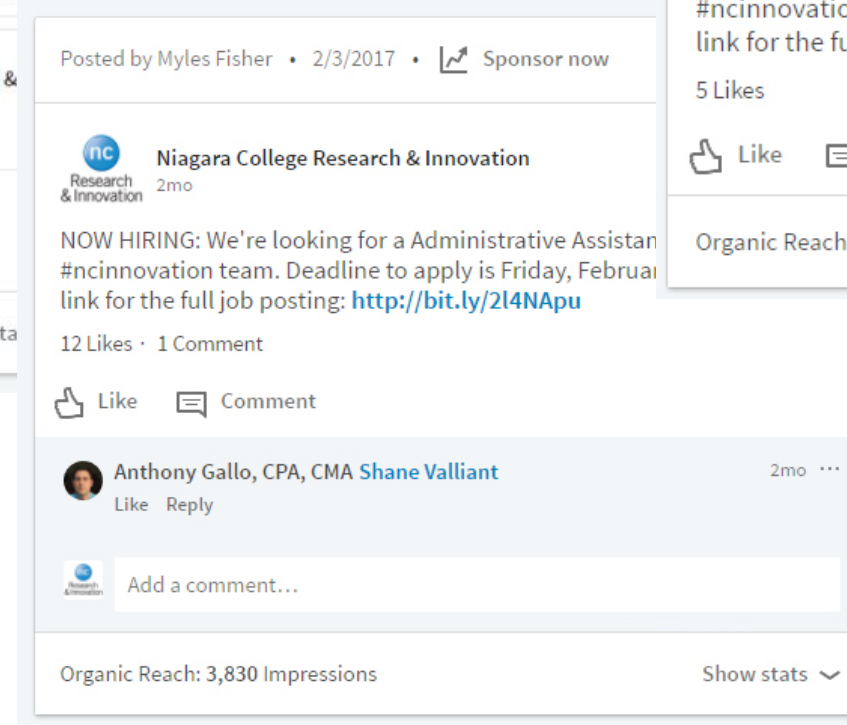 &
ta
Posted by Myles Fisher • 2/3/2017 • Sponsor now
nc
Research
& Innovation
Niagara College Research & Innovation
2mo
NOW HIRING: We're looking for a Administrative Assistan
#ncinnovation team. Deadline to apply is Friday, Februar
link for the full job posting: http://bit.ly/2l4NApu
12 Likes · 1 Comment
Like Comment
Anthony Gallo, CPA, CMA Shane Valliant 2mo ···
Like Reply
nc
Research
& Innovation
Add a comment...
Organic Reach: 3,830 Impressions Show stats
#ncinnovatio
link for the fu
5 Likes
Like
Organic Reach